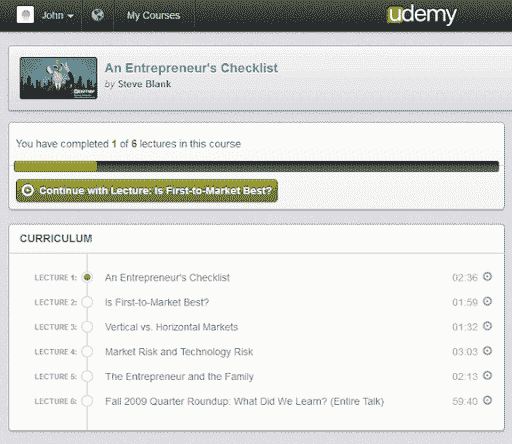 John My Courses udemy
An Entrepreneur's Checklist
by Steve Blank
You have completed 1 of 6 lectures in this course
Continue with Lecture: Is First-to-Market Best?
CURRICULUM
LECTURE 1: An Entrepreneur's Checklist 02:36
LECTURE 2: Is First-to-Market Best? 01:59
LECTURE 3: Vertical vs. Horizontal Markets 01:32
LECTURE 4: Market Risk and Technology Risk 03:03
LECTURE 5: The Entrepreneur and the Family 02:13
LECTURE 6: Fall 2009 Quarter Roundup: What Did We Learn? (Entire Talk) 59:40